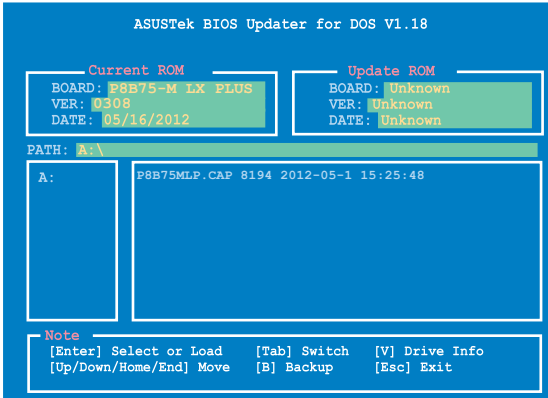 ASUSTek BIOS Updater for DOS V1.18
Current ROM
BOARD: P8B75-M LX PLUS
VER: 0308
DATE: 05/16/2012
Update ROM
BOARD: Unknown
VER: Unknown
DATE: Unknown
PATH: A:\
A:
P8B75MLP.CAP 8194 2012-05-1 15:25:48
Note
[Enter] Select or Load [Tab] Switch [V] Drive Info
[Up/Down/Home/End] Move [B] Backup [Esc] Exit